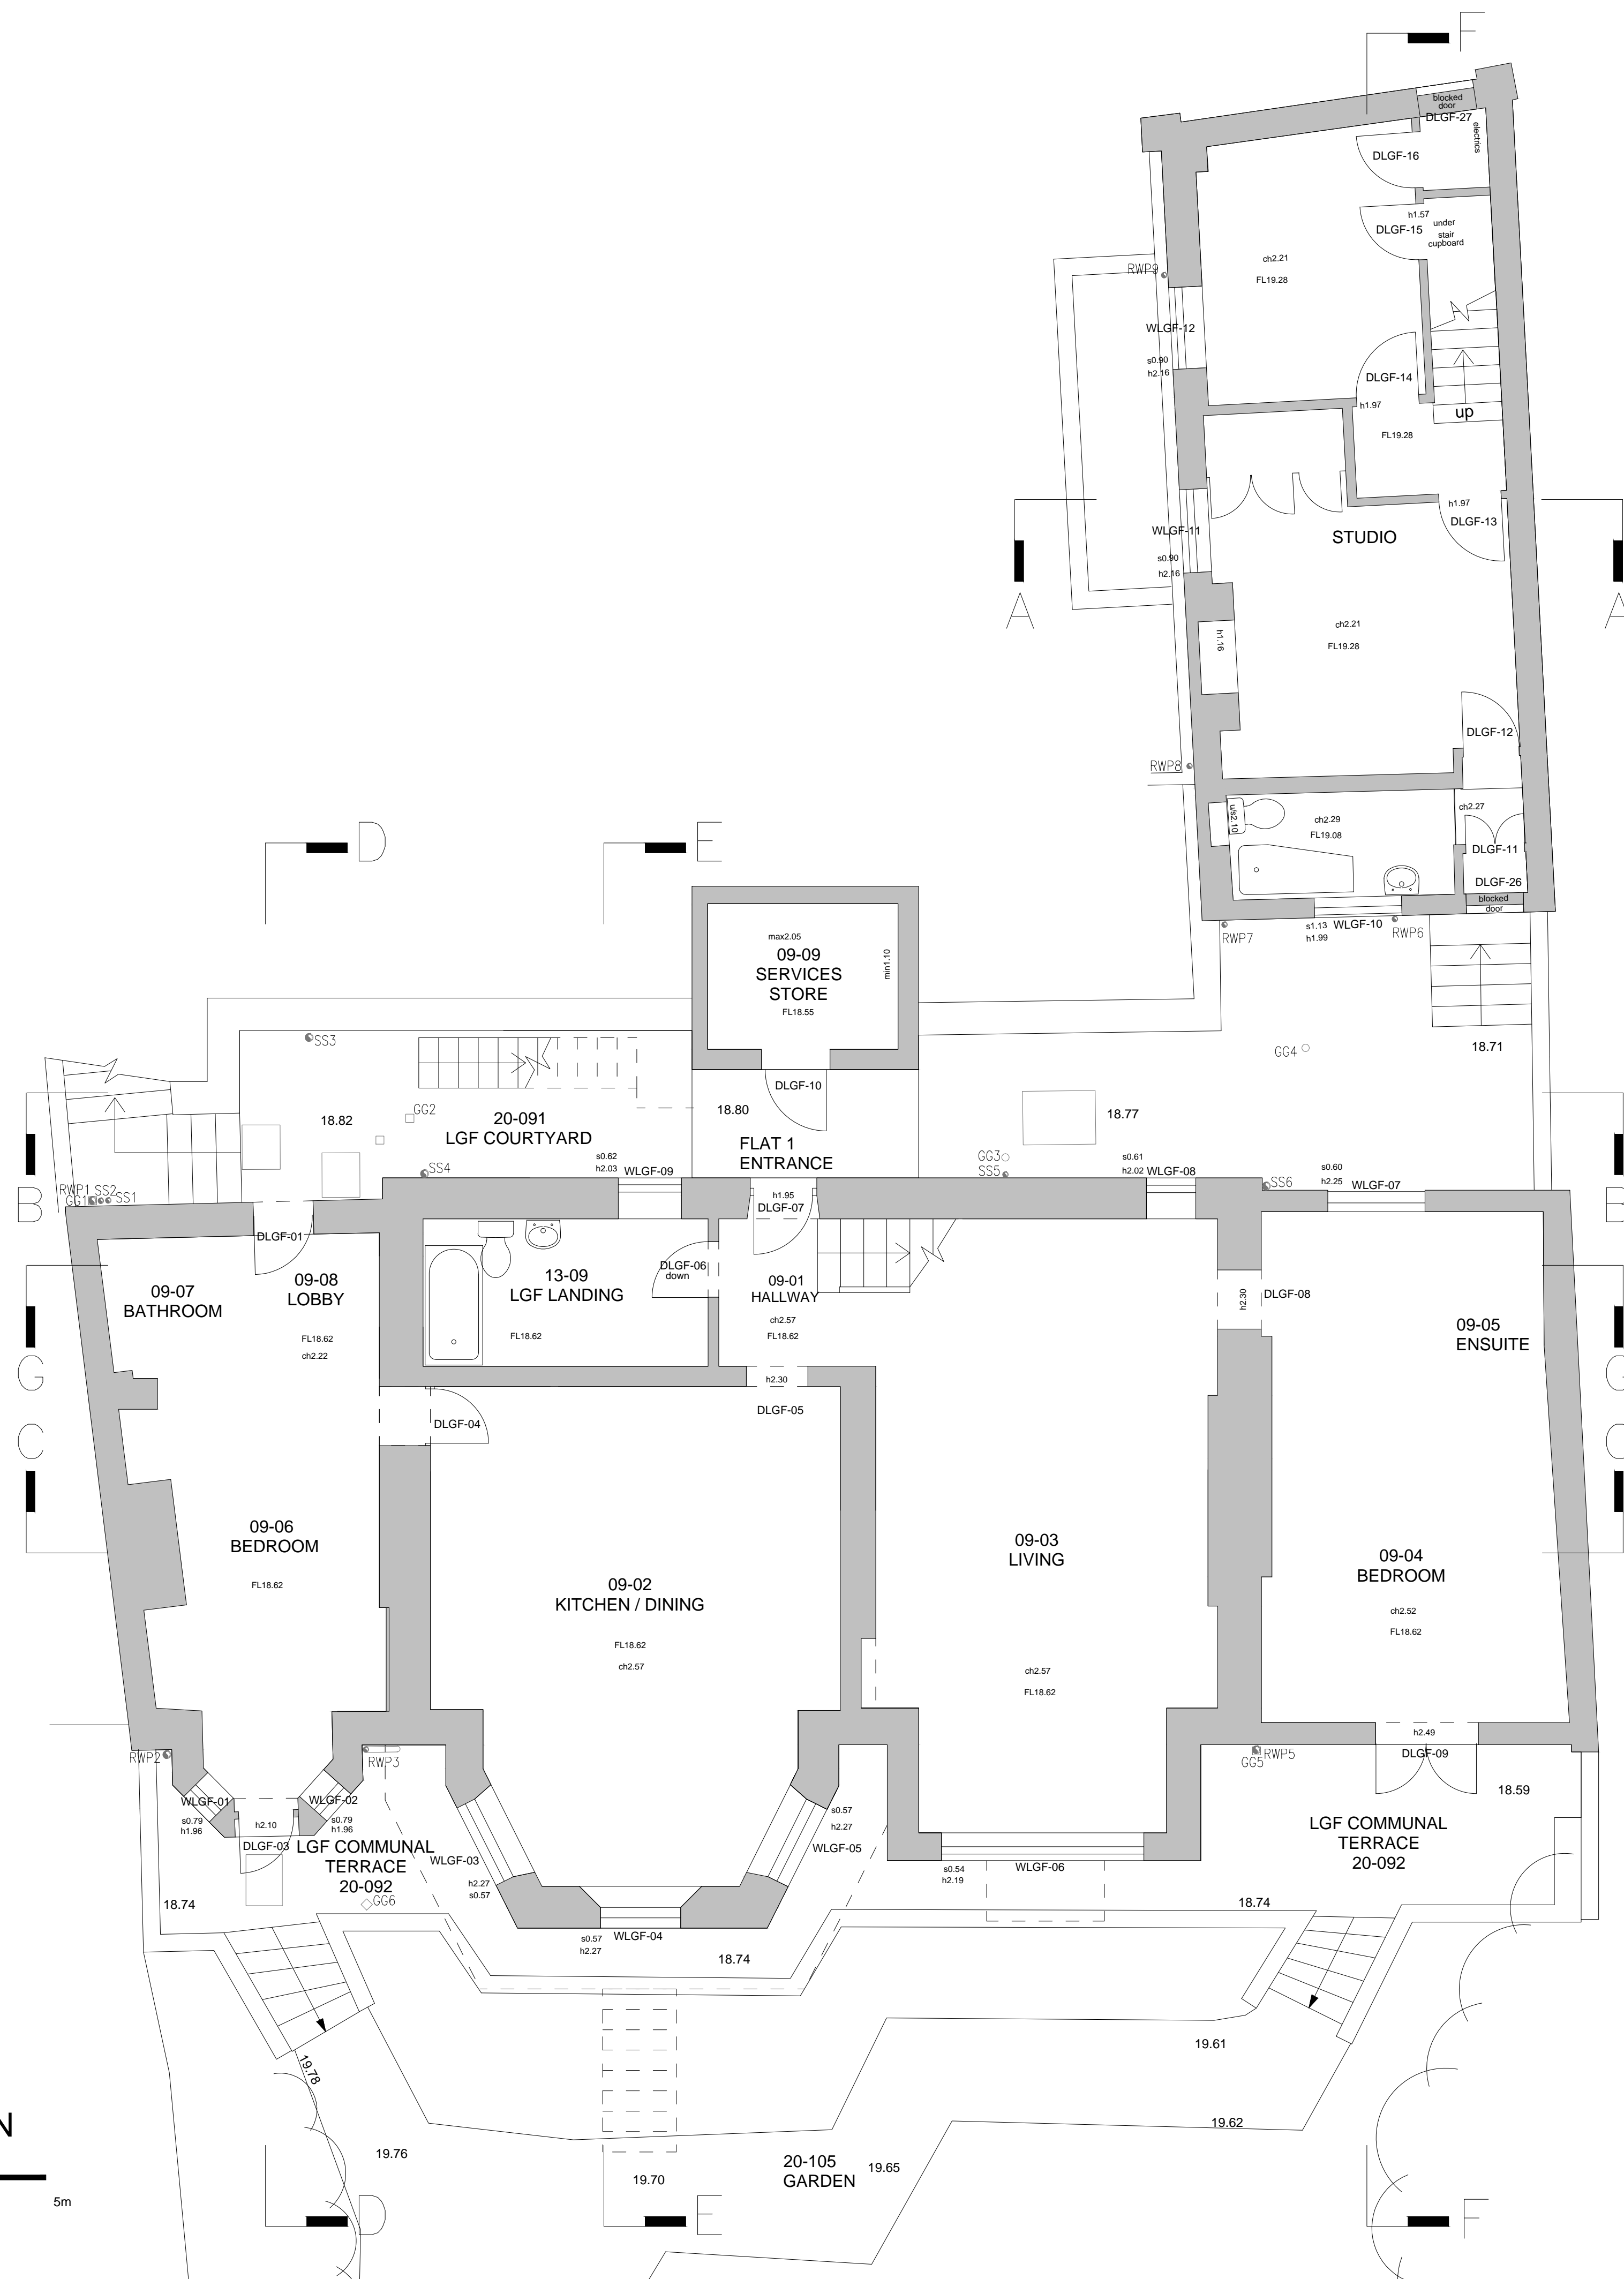 F
blocked
door
DLGF-27
electrics
DLGF-16
h1.57
under
stair
cupboard
DLGF-15
ch2.21
FL19.28
RWP9
WLGF-12
s0.90
h2.16
DLGF-14
h1.97
up
FL19.28
h1.97
DLGF-13
WLGF-11
STUDIO
s0.90
h2.16
A
A
h1.16
ch2.21
FL19.28
DLGF-12
RWP8
ch2.27
u/s2.10
ch2.29
FL19.08
DLGF-11
DLGF-26
blocked
door
D
E
s1.13
h1.99
WLGF-10
RWP6
RWP7
max2.05
09-09
SERVICES
STORE
min1.10
FL18.55
SS3
GG4
18.71
DLGF-10
GG2
18.82
20-091
LGF COURTYARD
18.80
18.77
FLAT 1
ENTRANCE
s0.62
h2.03
WLGF-09
GG3
SS5
s0.61
h2.02
WLGF-08
s0.60
h2.25
WLGF-07
SS4
SS6
B
B
RWP1
SS2
GG1
SS1
h1.95
DLGF-07
DLGF-01
DLGF-06
down
09-07
BATHROOM
09-08
LOBBY
13-09
LGF LANDING
09-01
HALLWAY
h2.30
DLGF-08
ch2.57
FL18.62
FL18.62
ch2.22
FL18.62
09-05
ENSUITE
G
G
h2.30
DLGF-05
DLGF-04
C
C
09-06
BEDROOM
FL18.62
09-02
KITCHEN / DINING
FL18.62
ch2.57
09-03
LIVING
ch2.57
FL18.62
09-04
BEDROOM
ch2.52
FL18.62
h2.49
DLGF-09
RWP2
RWP3
RWP5
GG5
WLGF-01
s0.79
h1.96
h2.10
DLGF-03
WLGF-02
s0.79
h1.96
LGF COMMUNAL
TERRACE
20-092
GG6
18.74
WLGF-03
h2.27
s0.57
s0.57
h2.27
WLGF-05
s0.54
h2.19
WLGF-06
18.59
LGF COMMUNAL
TERRACE
20-092
18.74
s0.57
h2.27
WLGF-04
18.74
19.78
19.61
19.62
19.76
19.70
20-105
GARDEN
19.65
N
5m
D
E
F